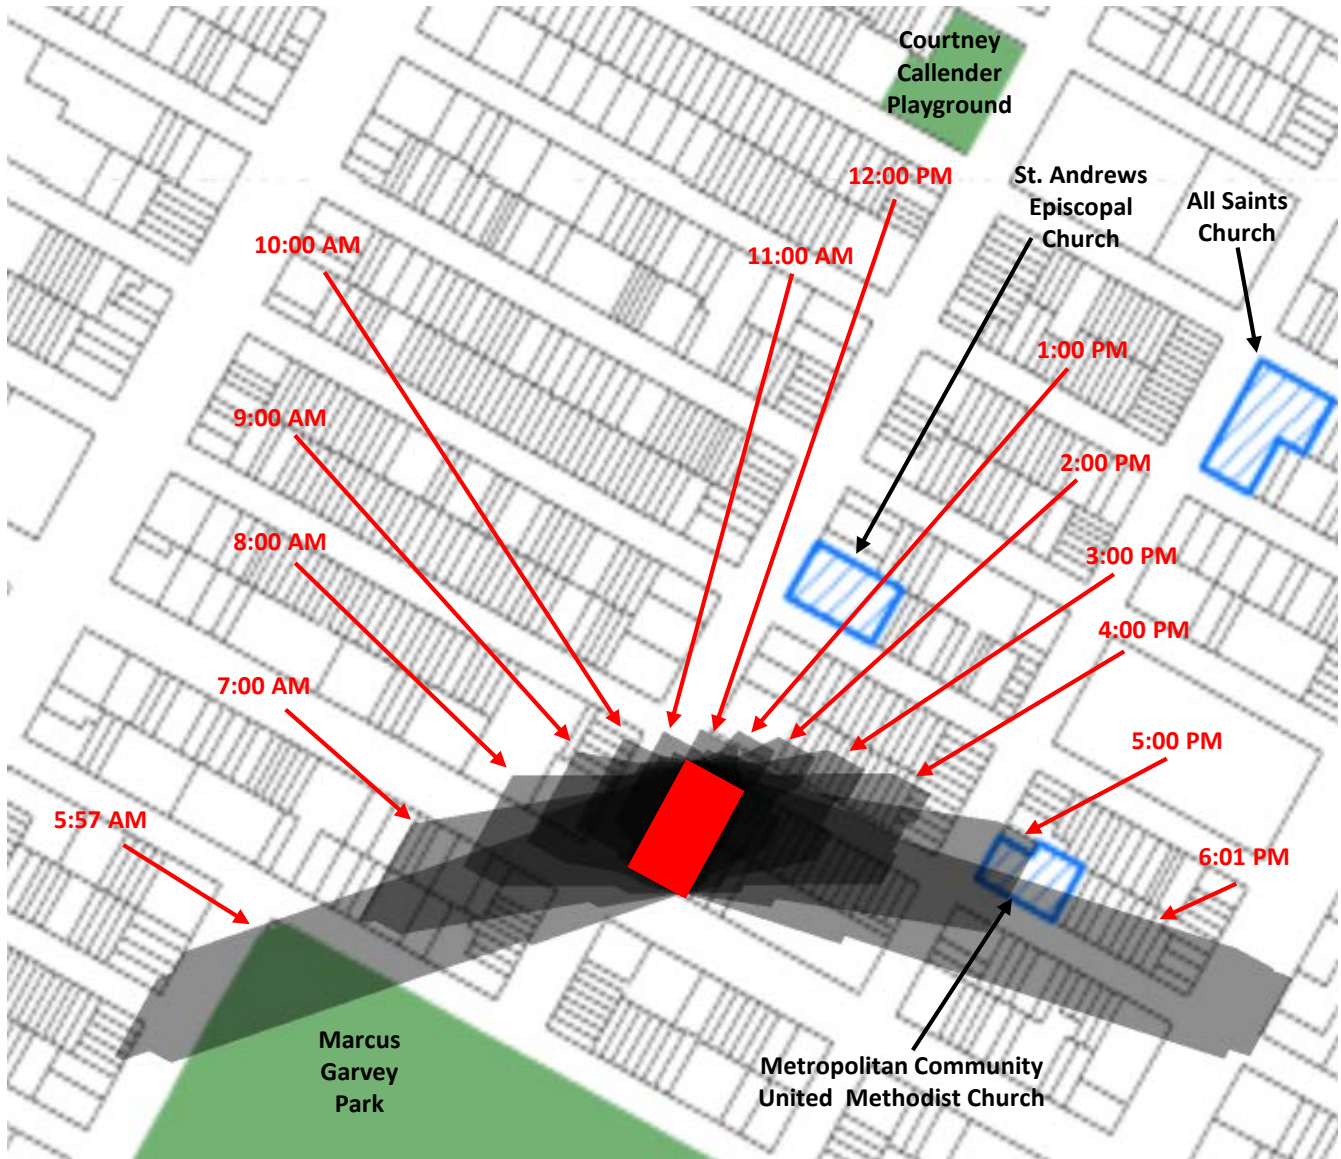 Courtney
Callender
Playground
12:00 PM
St. Andrews
Episcopal
Church
All Saints
Church
10:00 AM
11:00 AM
1:00 PM
9:00 AM
2:00 PM
8:00 AM
3:00 PM
4:00 PM
7:00 AM
5:00 PM
5:57 AM
6:01 PM
Marcus
Garvey
Park
Metropolitan Community
United  Methodist Church